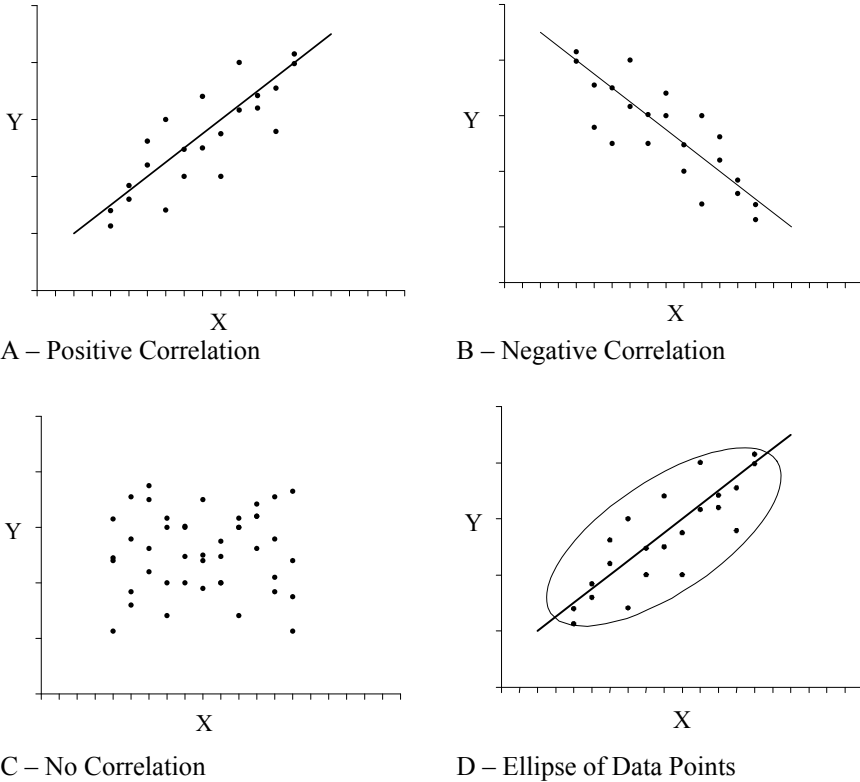 Y
X
A – Positive Correlation
Y
X
B – Negative Correlation
Y
X
C – No Correlation
Y
X
D – Ellipse of Data Points